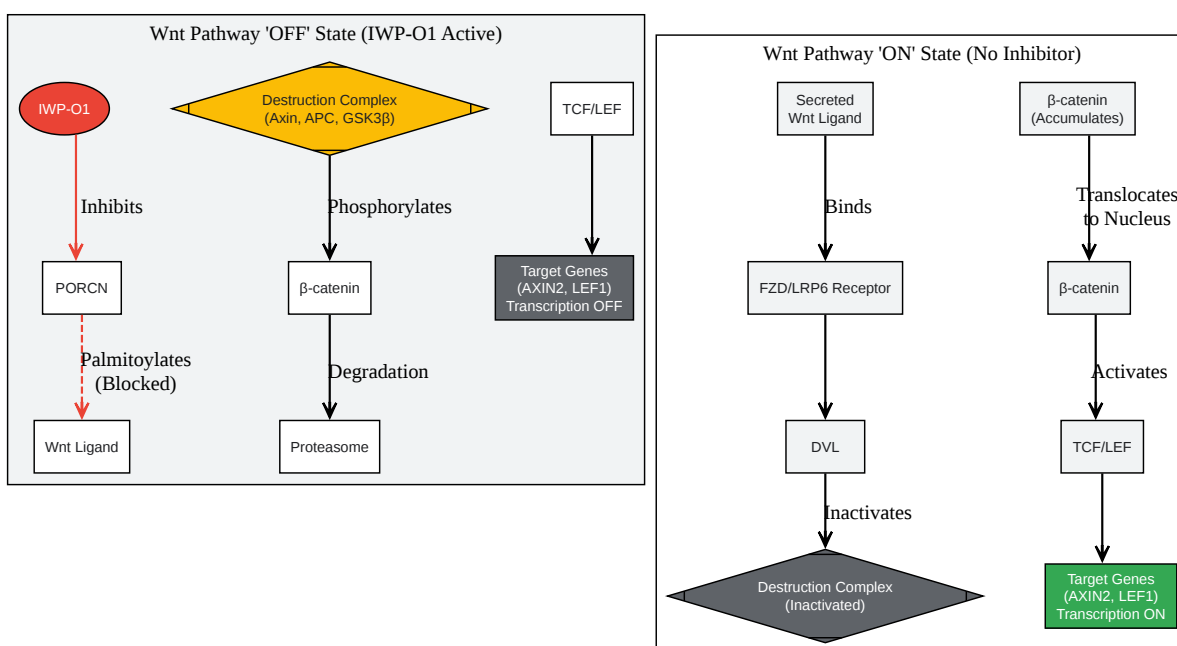 Wnt Pathway 'OFF' State (IWP-O1 Active)
IWP-O1
Inhibits
PORCN
Palmitoylates
(Blocked)
Wnt Ligand
Destruction Complex
(Axin, APC, GSK3β)
Phosphorylates
β-catenin
Degradation
Proteasome
TCF/LEF
Target Genes
(AXIN2, LEF1)
Transcription OFF
Wnt Pathway 'ON' State (No Inhibitor)
Secreted
Wnt Ligand
Binds
FZD/LRP6 Receptor
DVL
Inactivates
Destruction Complex
(Inactivated)
β-catenin
(Accumulates)
Translocates
to Nucleus
β-catenin
Activates
TCF/LEF
Target Genes
(AXIN2, LEF1)
Transcription ON